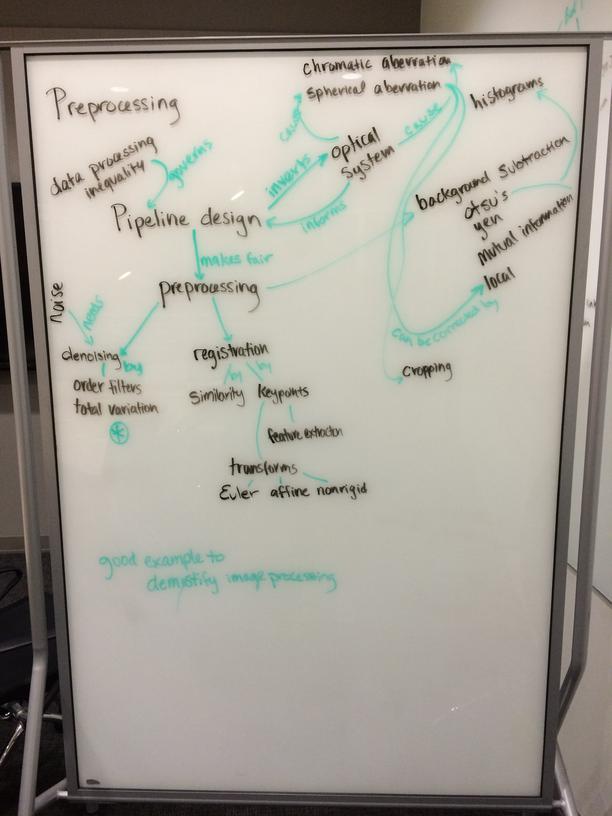 Preprocessing
chromatic aberration
spherical aberration
histograms
data processing
inequality
governs
cause
optical
system
cause
inverts
informs
background subtraction
otsu's
yen
mutual information
local
Pipeline design
makes fair
preprocessing
noise
needs
denoising
by
order filters
total variation
registration
by
by
similarity
keypoints
feature extraction
transforms
Euler affine nonrigid
can be corrected by
cropping
good example to
demystify image processing